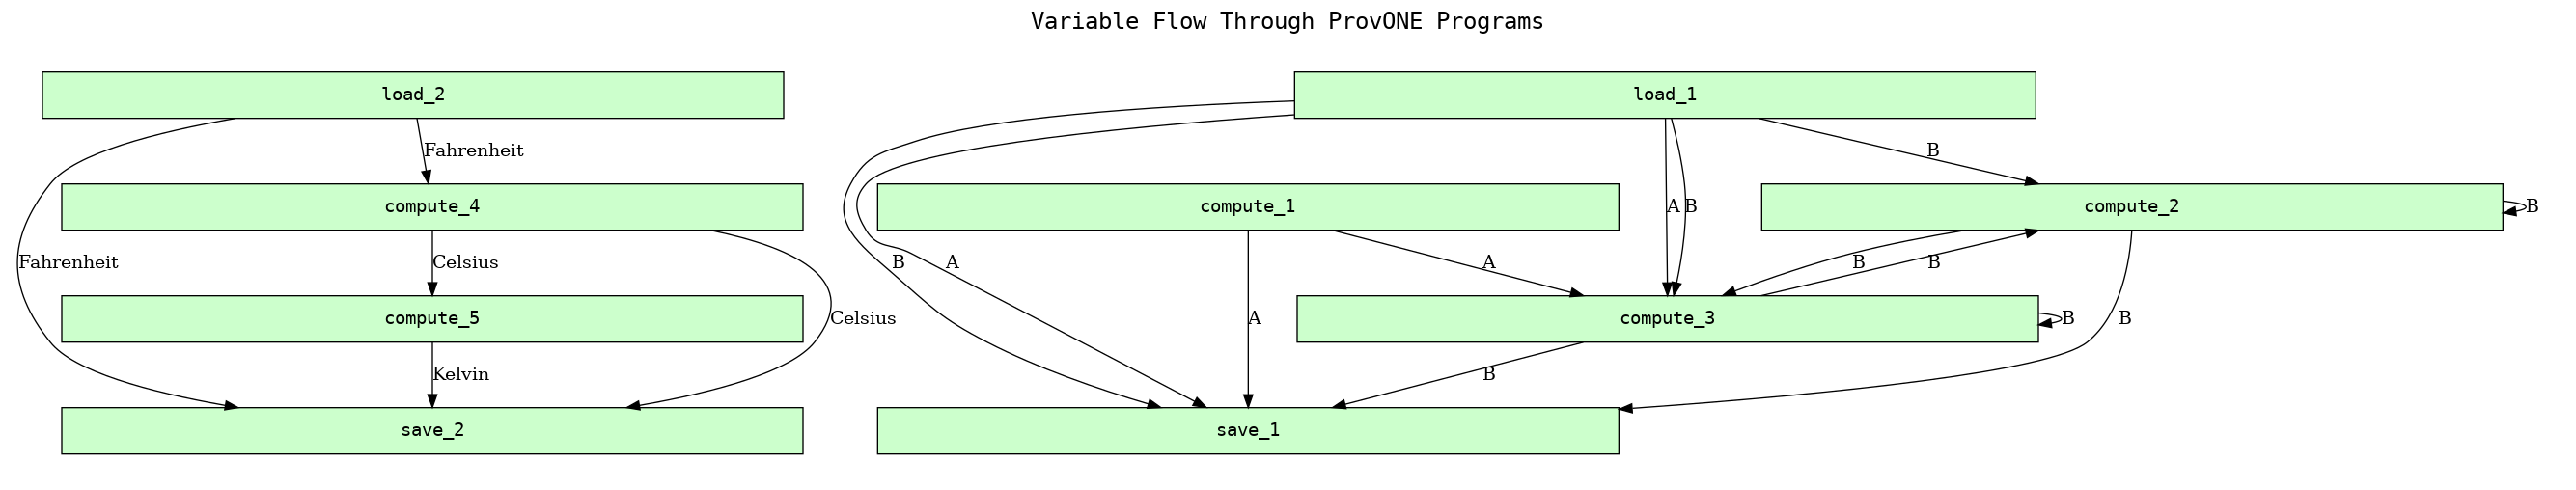 Variable Flow Through ProvONE Programs
load_2
load_1
Fahrenheit
B
compute_4
compute_1
compute_2
B
A
B
Fahrenheit
Celsius
B
A
A
B
B
compute_5
Celsius
A
compute_3
B
B
Kelvin
B
save_2
save_1